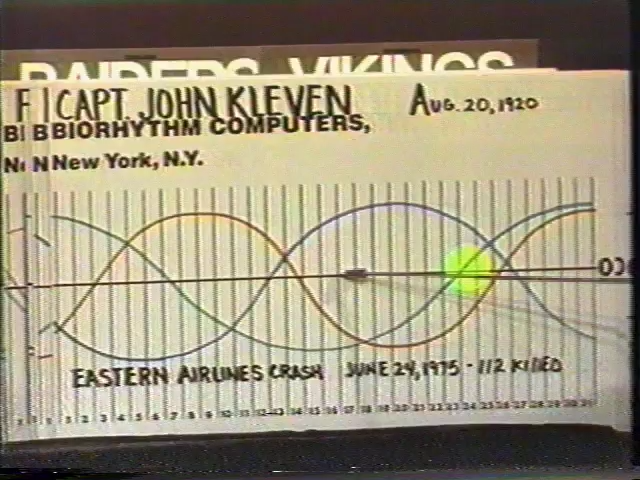 RAIDERS VIKINGS
F I CAPT. JOHN KLEVEN AUG. 20, 1920
BI B BIORHYTHM COMPUTERS,
N N New York, N.Y.
EASTERN AIRLINES CRASH JUNE 24, 1975 - 112 KILLED